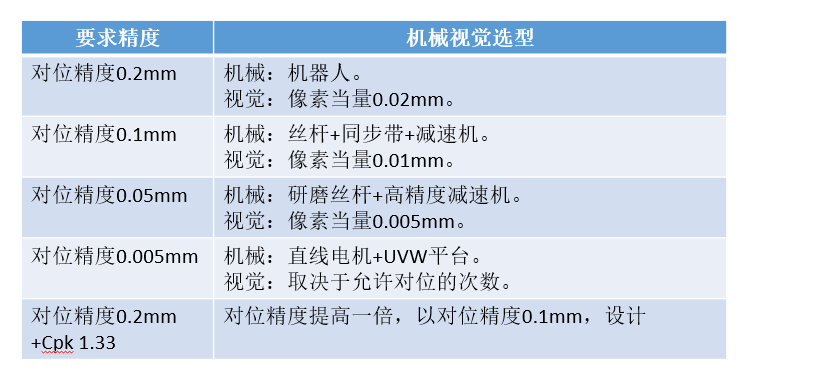 要求精度
机械视觉选型
对位精度0.2mm
机械：机器人。
视觉：像素当量0.02mm。
对位精度0.1mm
机械：丝杆+同步带+减速机。
视觉：像素当量0.01mm。
对位精度0.05mm
机械：研磨丝杆+高精度减速机。
视觉：像素当量0.005mm。
对位精度0.005mm
机械：直线电机+UVW平台。
视觉：取决于允许对位的次数。
对位精度0.2mm
+Cpk 1.33
对位精度提高一倍，以对位精度0.1mm，设计